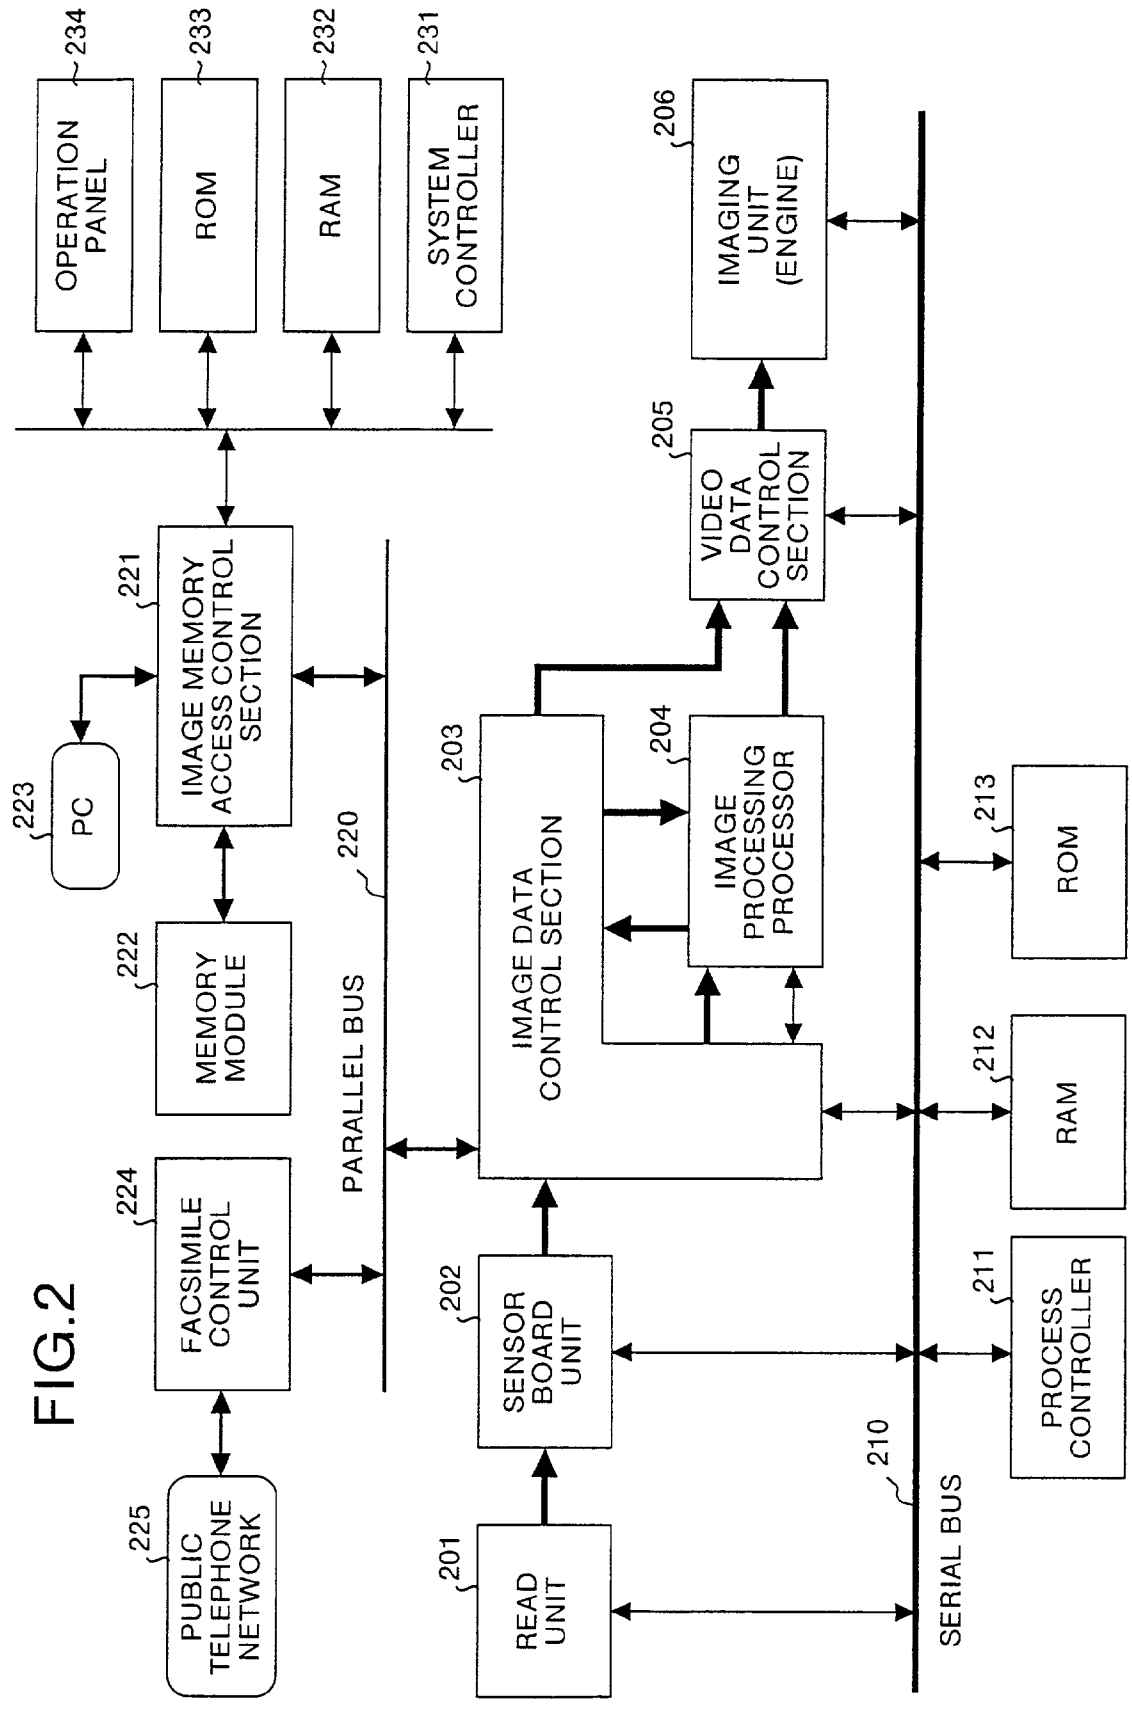 FIG.2
225
PUBLIC
TELEPHONE
NETWORK
224
FACSIMILE
CONTROL
UNIT
222
MEMORY
MODULE
223
PC
221
IMAGE MEMORY
ACCESS CONTROL
SECTION
234
OPERATION
PANEL
233
ROM
232
RAM
231
SYSTEM
CONTROLLER
PARALLEL BUS
220
201
READ
UNIT
202
SENSOR
BOARD
UNIT
203
IMAGE DATA
CONTROL SECTION
204
IMAGE
PROCESSING
PROCESSOR
205
VIDEO
DATA
CONTROL
SECTION
206
IMAGING
UNIT
(ENGINE)
210
SERIAL BUS
211
PROCESS
CONTROLLER
212
RAM
213
ROM